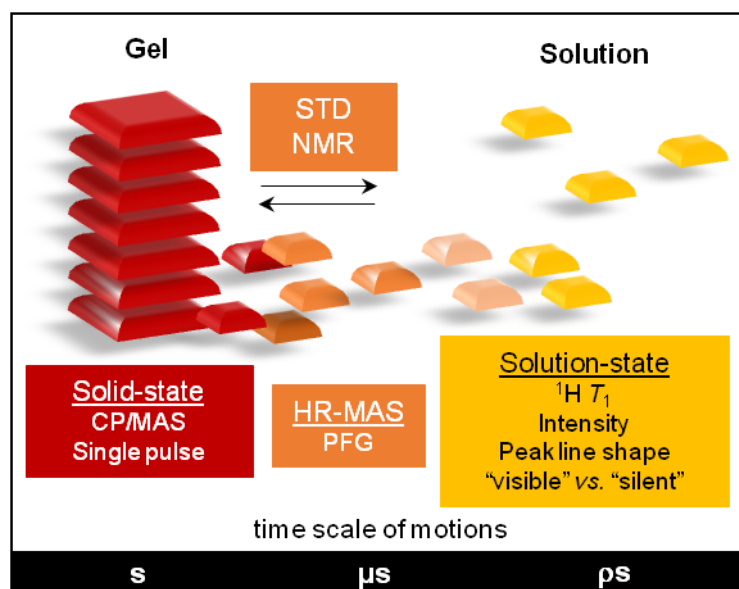 Gel
Solution
STD
NMR
Solid-state
CP/MAS
Single pulse
HR-MAS
PFG
Solution-state
¹H T₁
Intensity
Peak line shape
“visible” vs. “silent”
time scale of motions
s μs ρs